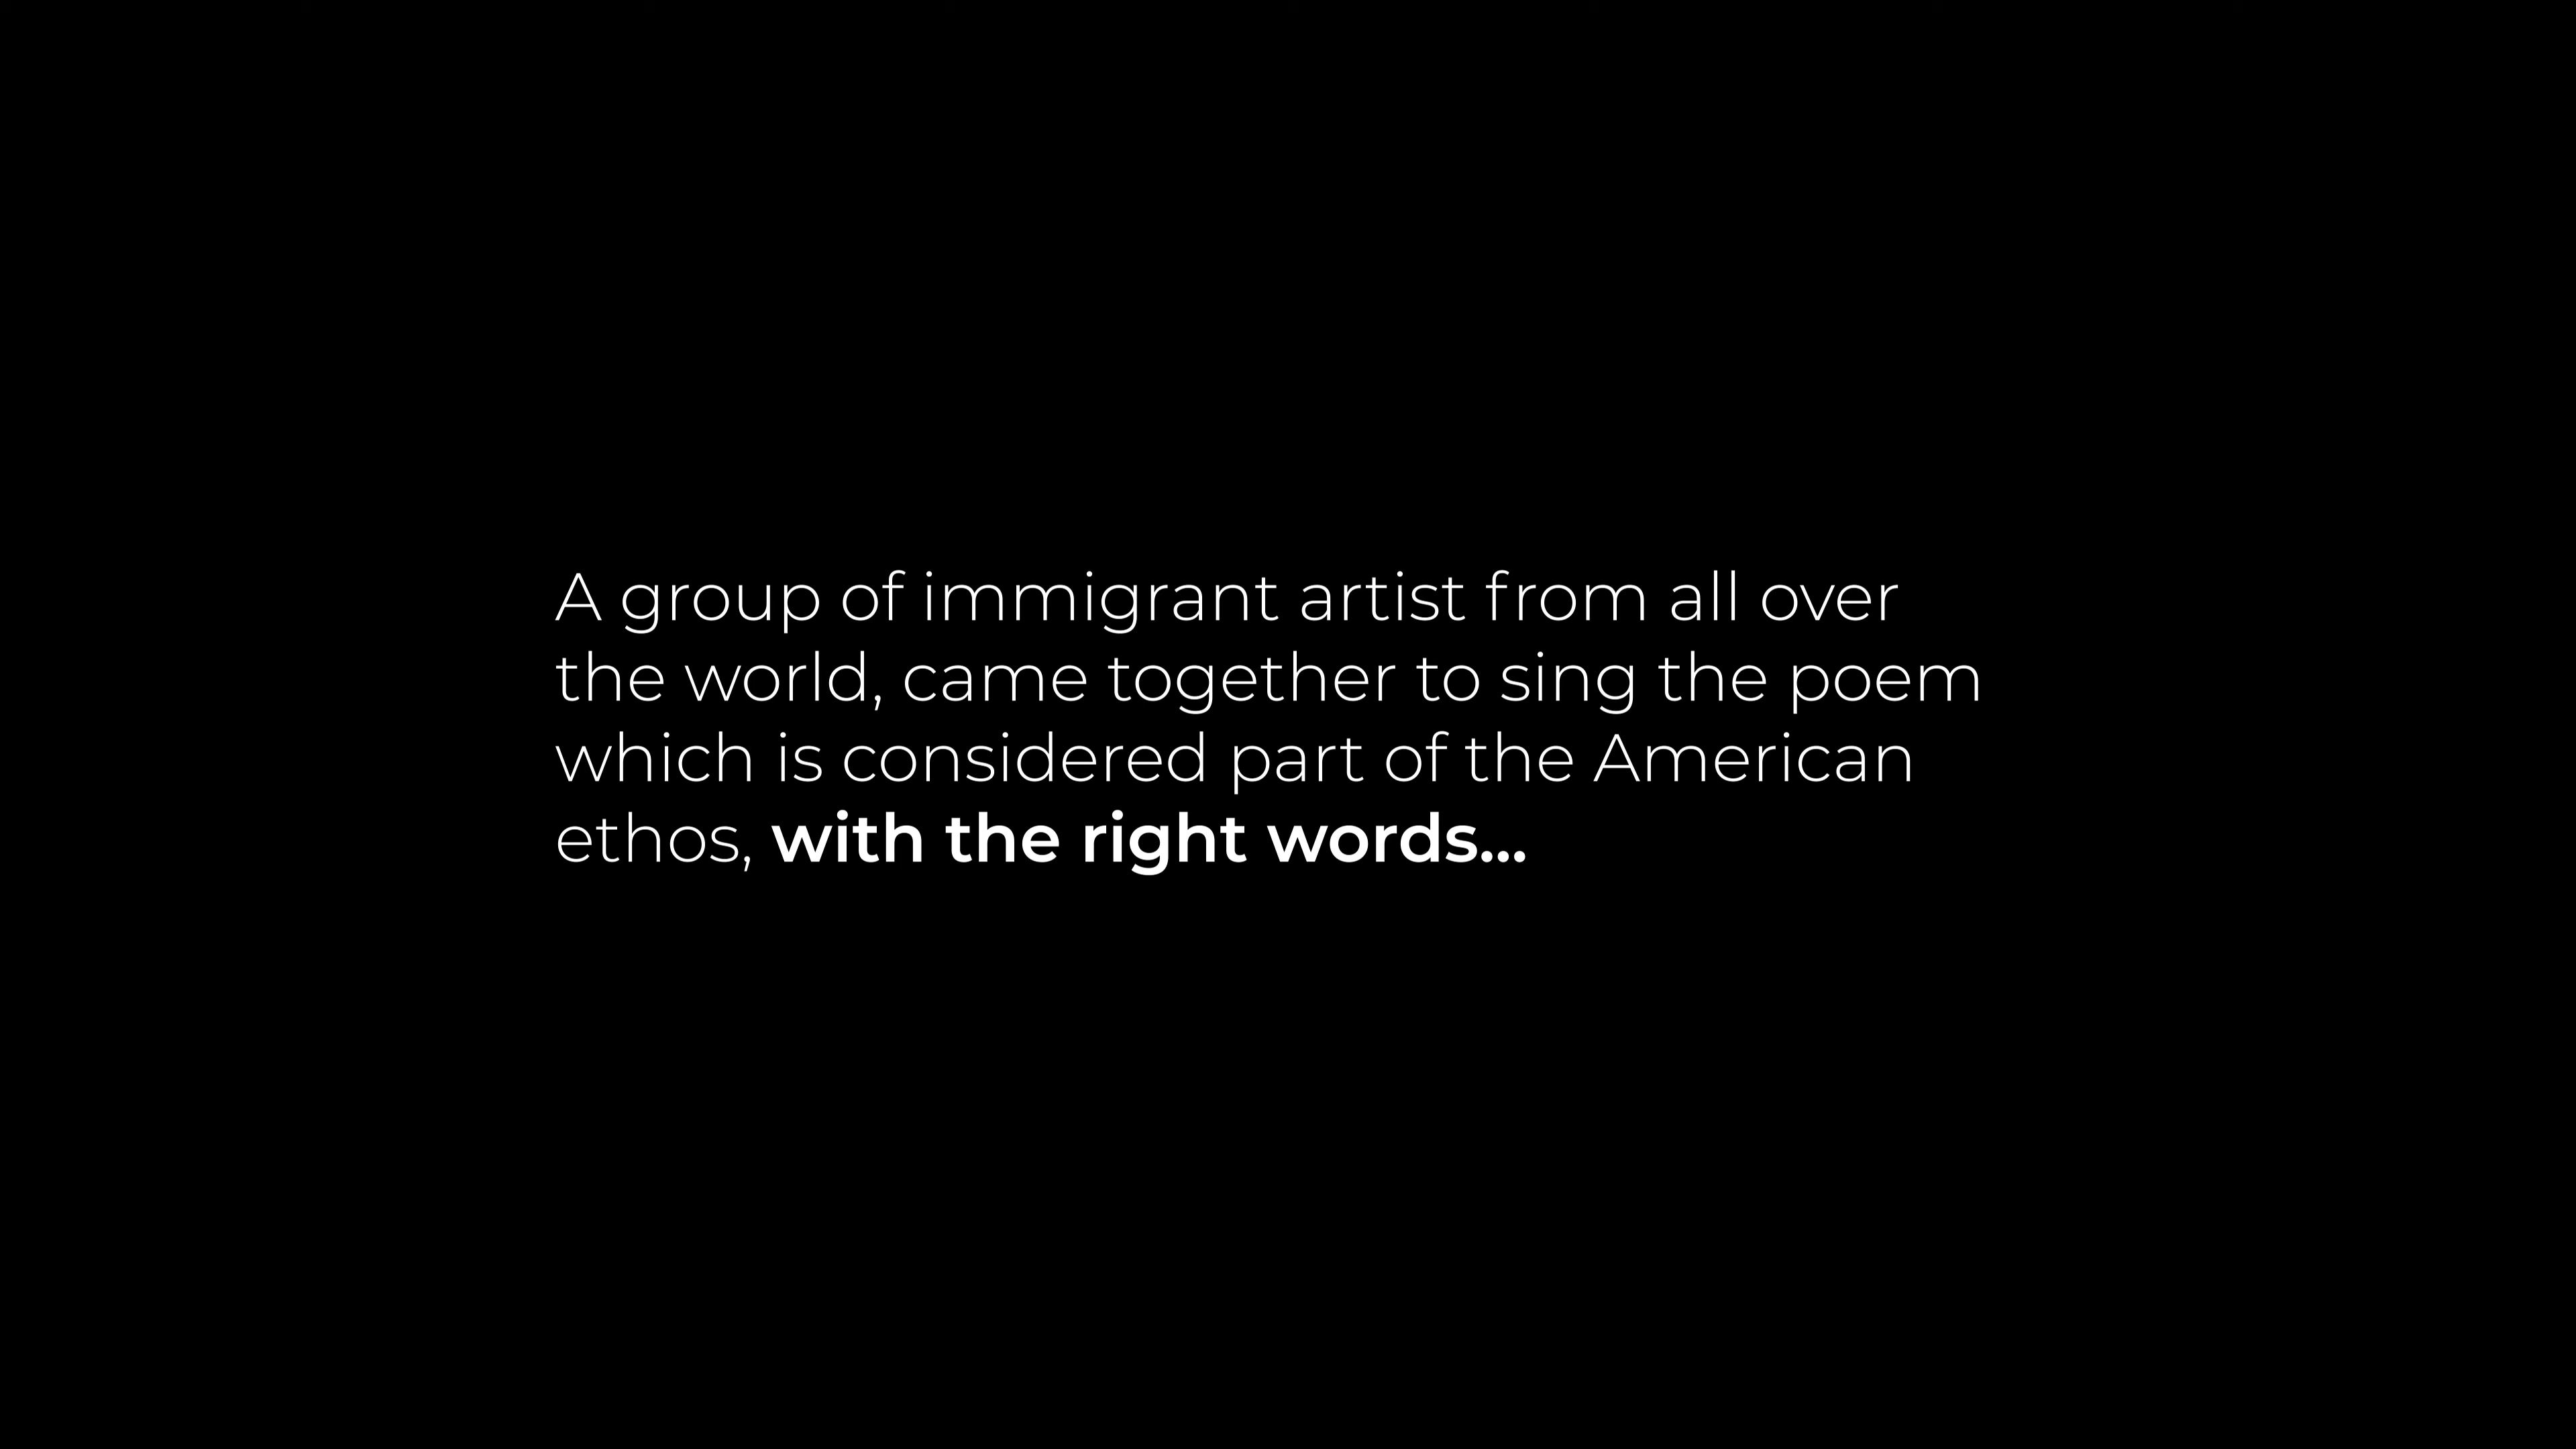 A group of immigrant artist from all over
the world, came together to sing the poem
which is considered part of the American
ethos, with the right words...